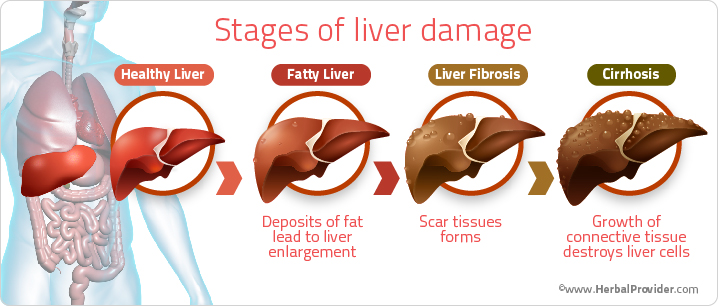 Stages of liver damage
Healthy Liver
Fatty Liver
Liver Fibrosis
Cirrhosis
Deposits of fat
lead to liver
enlargement
Scar tissues
forms
Growth of
connective tissue
destroys liver cells
©www.HerbalProvider.com